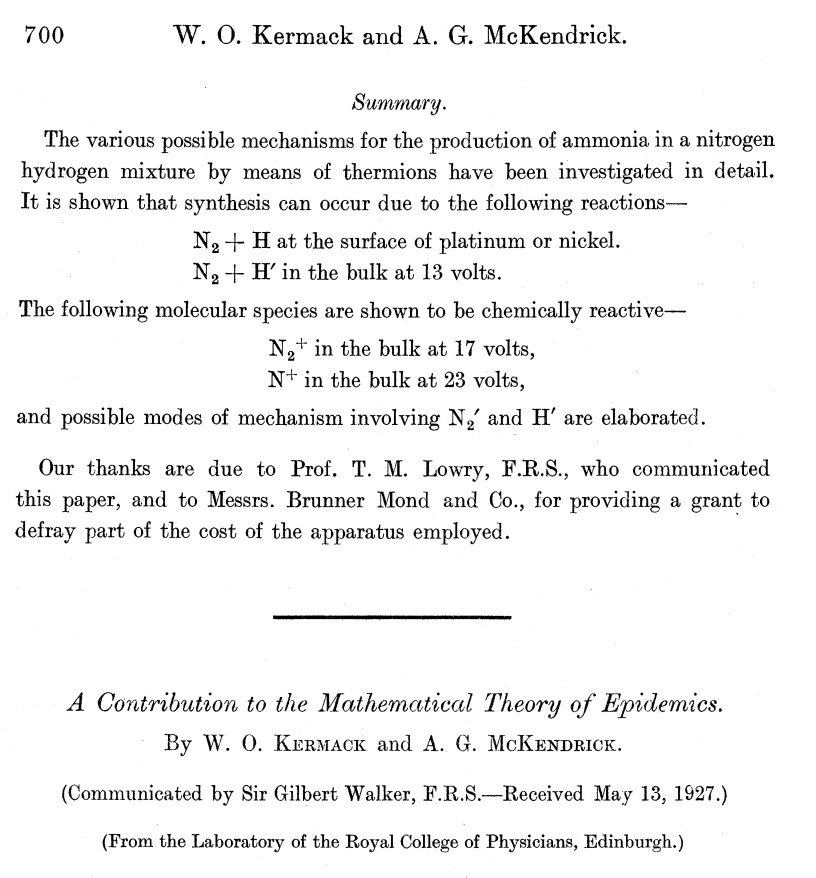 700 W. O. Kermack and A. G. McKendrick.
Summary.
The various possible mechanisms for the production of ammonia in a nitrogen
hydrogen mixture by means of thermions have been investigated in detail.
It is shown that synthesis can occur due to the following reactions—
N₂ + H at the surface of platinum or nickel.
N₂ + H′ in the bulk at 13 volts.
The following molecular species are shown to be chemically reactive—
N₂⁺ in the bulk at 17 volts,
N⁺ in the bulk at 23 volts,
and possible modes of mechanism involving N₂′ and H′ are elaborated.
Our thanks are due to Prof. T. M. Lowry, F.R.S., who communicated
this paper, and to Messrs. Brunner Mond and Co., for providing a grant to
defray part of the cost of the apparatus employed.
A Contribution to the Mathematical Theory of Epidemics.
By W. O. KERMACK and A. G. McKENDRICK.
(Communicated by Sir Gilbert Walker, F.R.S.—Received May 13, 1927.)
(From the Laboratory of the Royal College of Physicians, Edinburgh.)